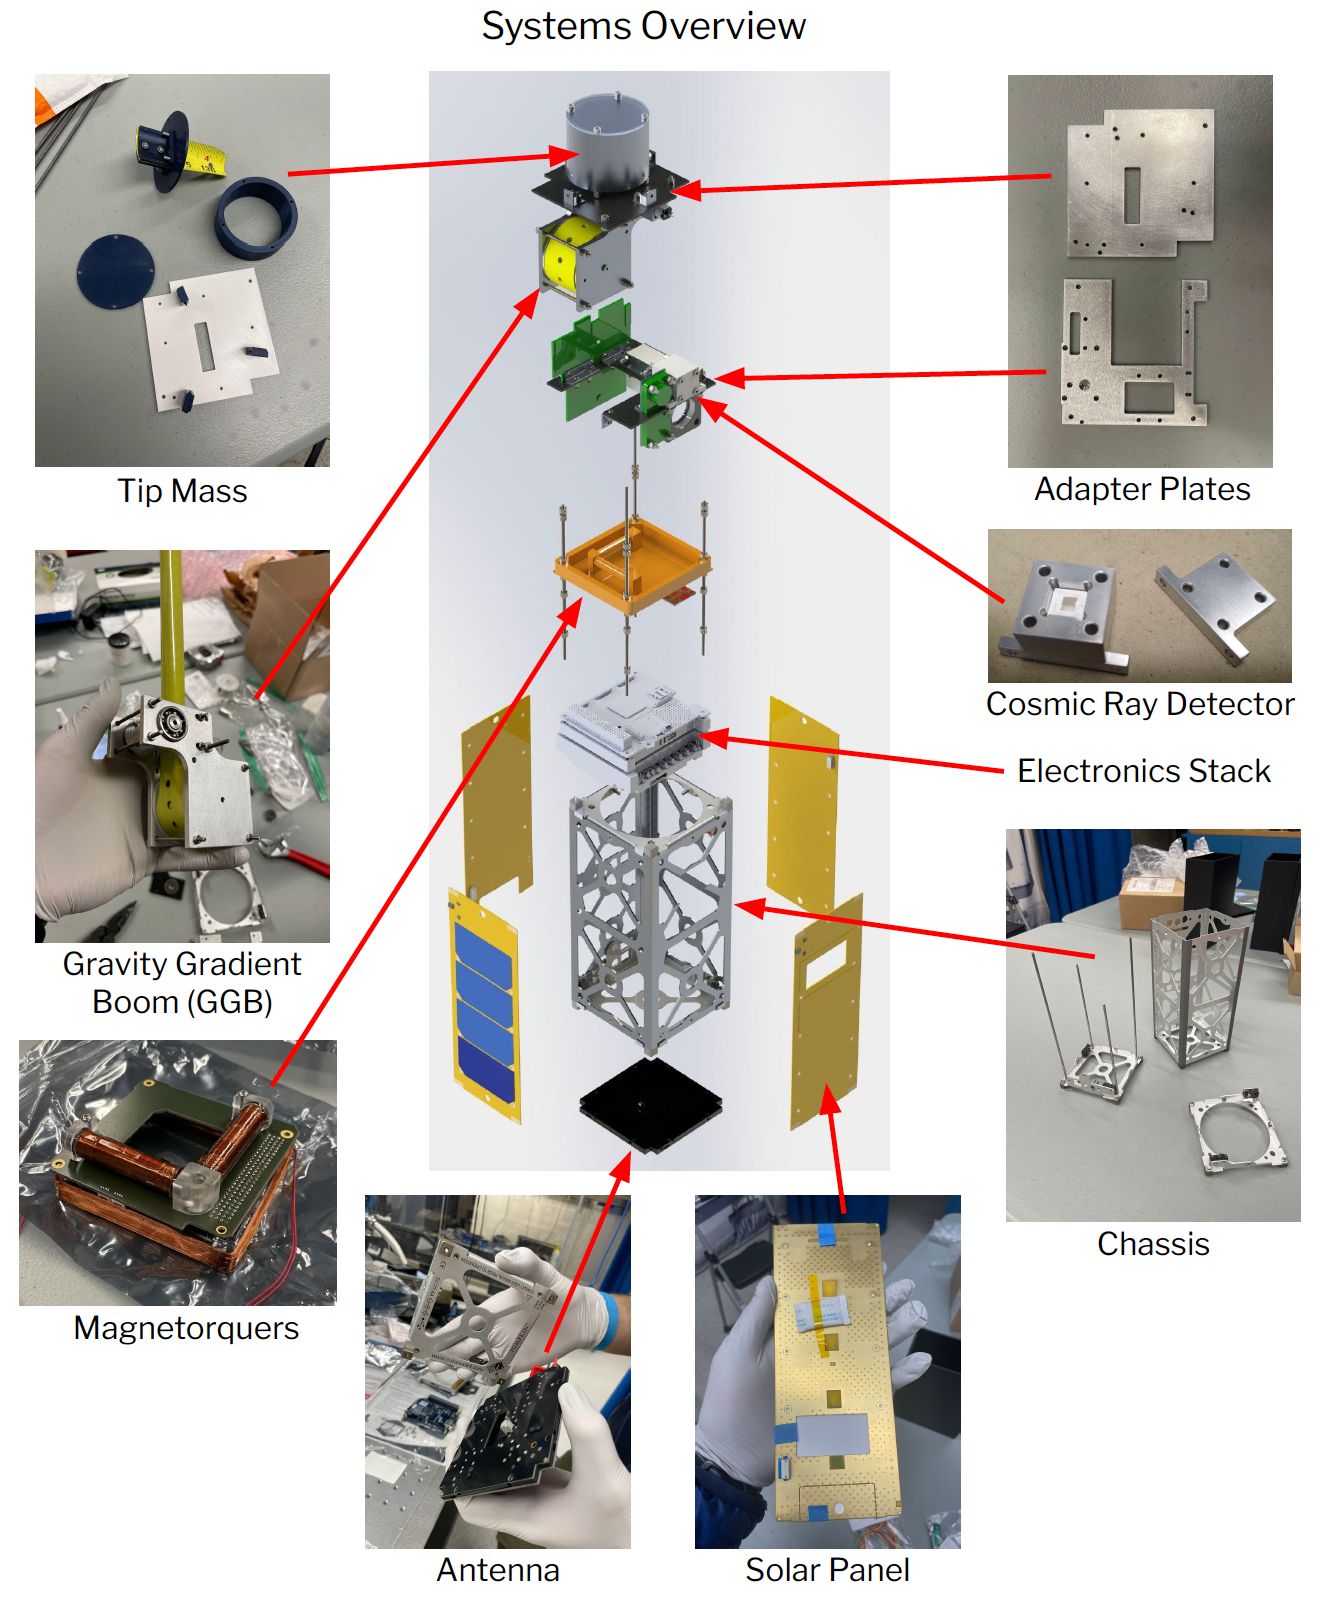 Systems Overview
Tip Mass
Adapter Plates
Cosmic Ray Detector
Electronics Stack
Gravity Gradient
Boom (GGB)
Magnetorquers
Chassis
Antenna
Solar Panel